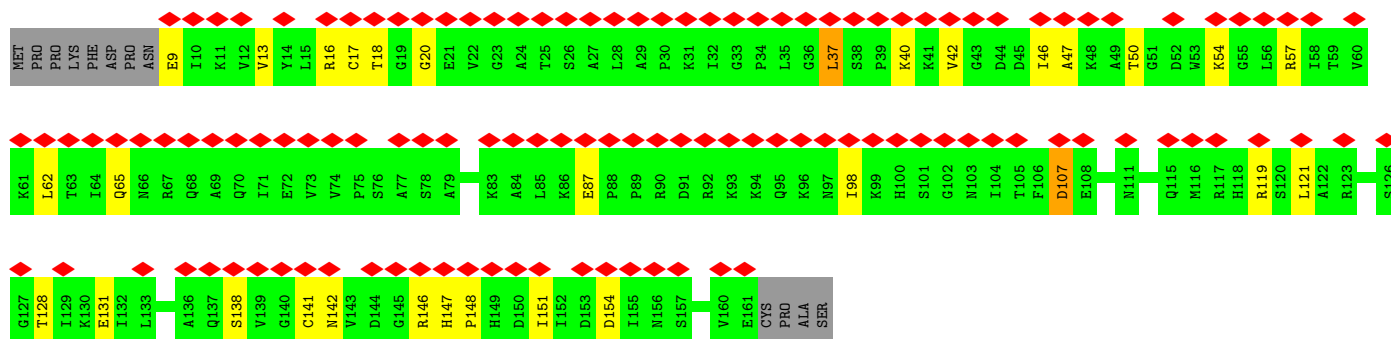 MET PRO PRO LYS PHE ASP PRO ASN E9 I10 K11 V12 V13 Y14 L15 R16 C17 T18 G19 G20 E21 V22 G23 A24 T25 S26 A27 L28 A29 P30 K31 I32 G33 P34 L35 G36 L37 S38 P39 K40 K41 V42 G43 D44 D45 I46 A47 K48 A49 T50 G51 D52 W53 K54 G55 L56 R57 I58 T59 V60
K61 L62 T63 I64 Q65 N66 R67 Q68 A69 Q70 I71 E72 V73 V74 P75 S76 A77 S78 A79 K83 A84 L85 K86 E87 P88 P89 R90 D91 R92 K93 K94 Q95 K96 N97 I98 K99 H100 S101 G102 N103 I104 T105 F106 D107 E108 N111 Q115 M116 R117 H118 R119 S120 L121 A122 R123 S126
G127 T128 I129 K130 E131 I132 L133 A136 Q137 S138 V139 G140 C141 N142 V143 D144 G145 R146 H147 P148 H149 D150 I151 I152 D153 D154 I155 N156 S157 V160 E161 CYS PRO ALA SER